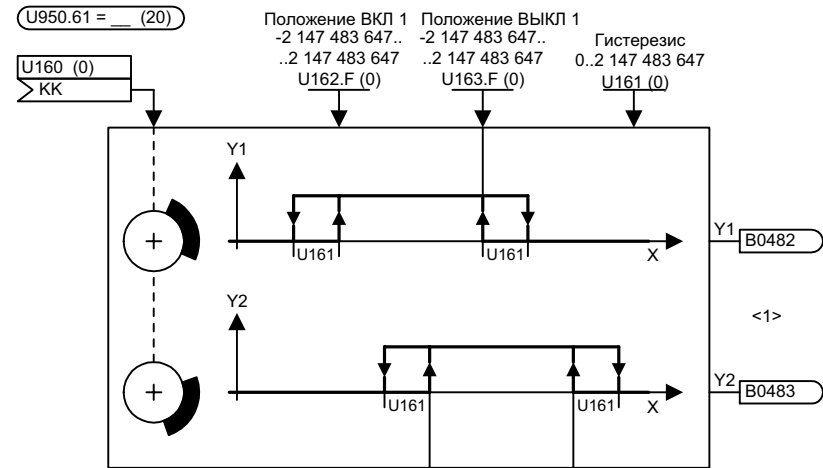 U950.61 = __ (20)
Положение ВКЛ 1
-2 147 483 647..
..2 147 483 647
U162.F (0)
Положение ВЫКЛ 1
-2 147 483 647..
..2 147 483 647
U163.F (0)
Гистерезис
0..2 147 483 647
U161 (0)
U160 (0)
KK
Y1
U161
U161
X
Y1
B0482
<1>
Y2
U161
U161
X
Y2
B0483